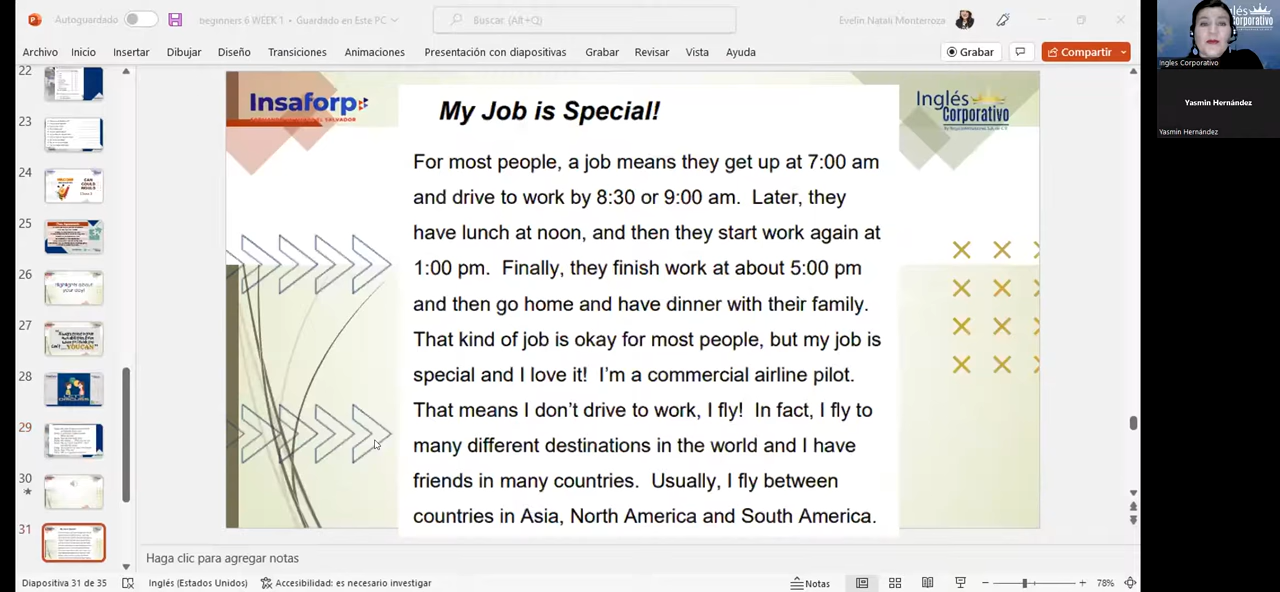 Autoguardado
beginners 6 WEEK 1 • Guardado en Este PC
Buscar (Alt+Q)
Evelin Natali Monterroza
Archivo Inicio Insertar Dibujar Diseño Transiciones Animaciones Presentación con diapositivas Grabar Revisar Vista Ayuda
Grabar
Compartir
Inglés Corporativo
Ingles Corporativo
Yasmin Hernández
Yasmin Hernández
22
23
24
25
26
27
28
29
30
31
Insaforp
Inglés
Corporativo
My Job is Special!
For most people, a job means they get up at 7:00 am
and drive to work by 8:30 or 9:00 am. Later, they
have lunch at noon, and then they start work again at
1:00 pm. Finally, they finish work at about 5:00 pm
and then go home and have dinner with their family.
That kind of job is okay for most people, but my job is
special and I love it! I'm a commercial airline pilot.
That means I don't drive to work, I fly! In fact, I fly to
many different destinations in the world and I have
friends in many countries. Usually, I fly between
countries in Asia, North America and South America.
Haga clic para agregar notas
Diapositiva 31 de 35
Inglés (Estados Unidos)
Accesibilidad: es necesario investigar
Notas
78%